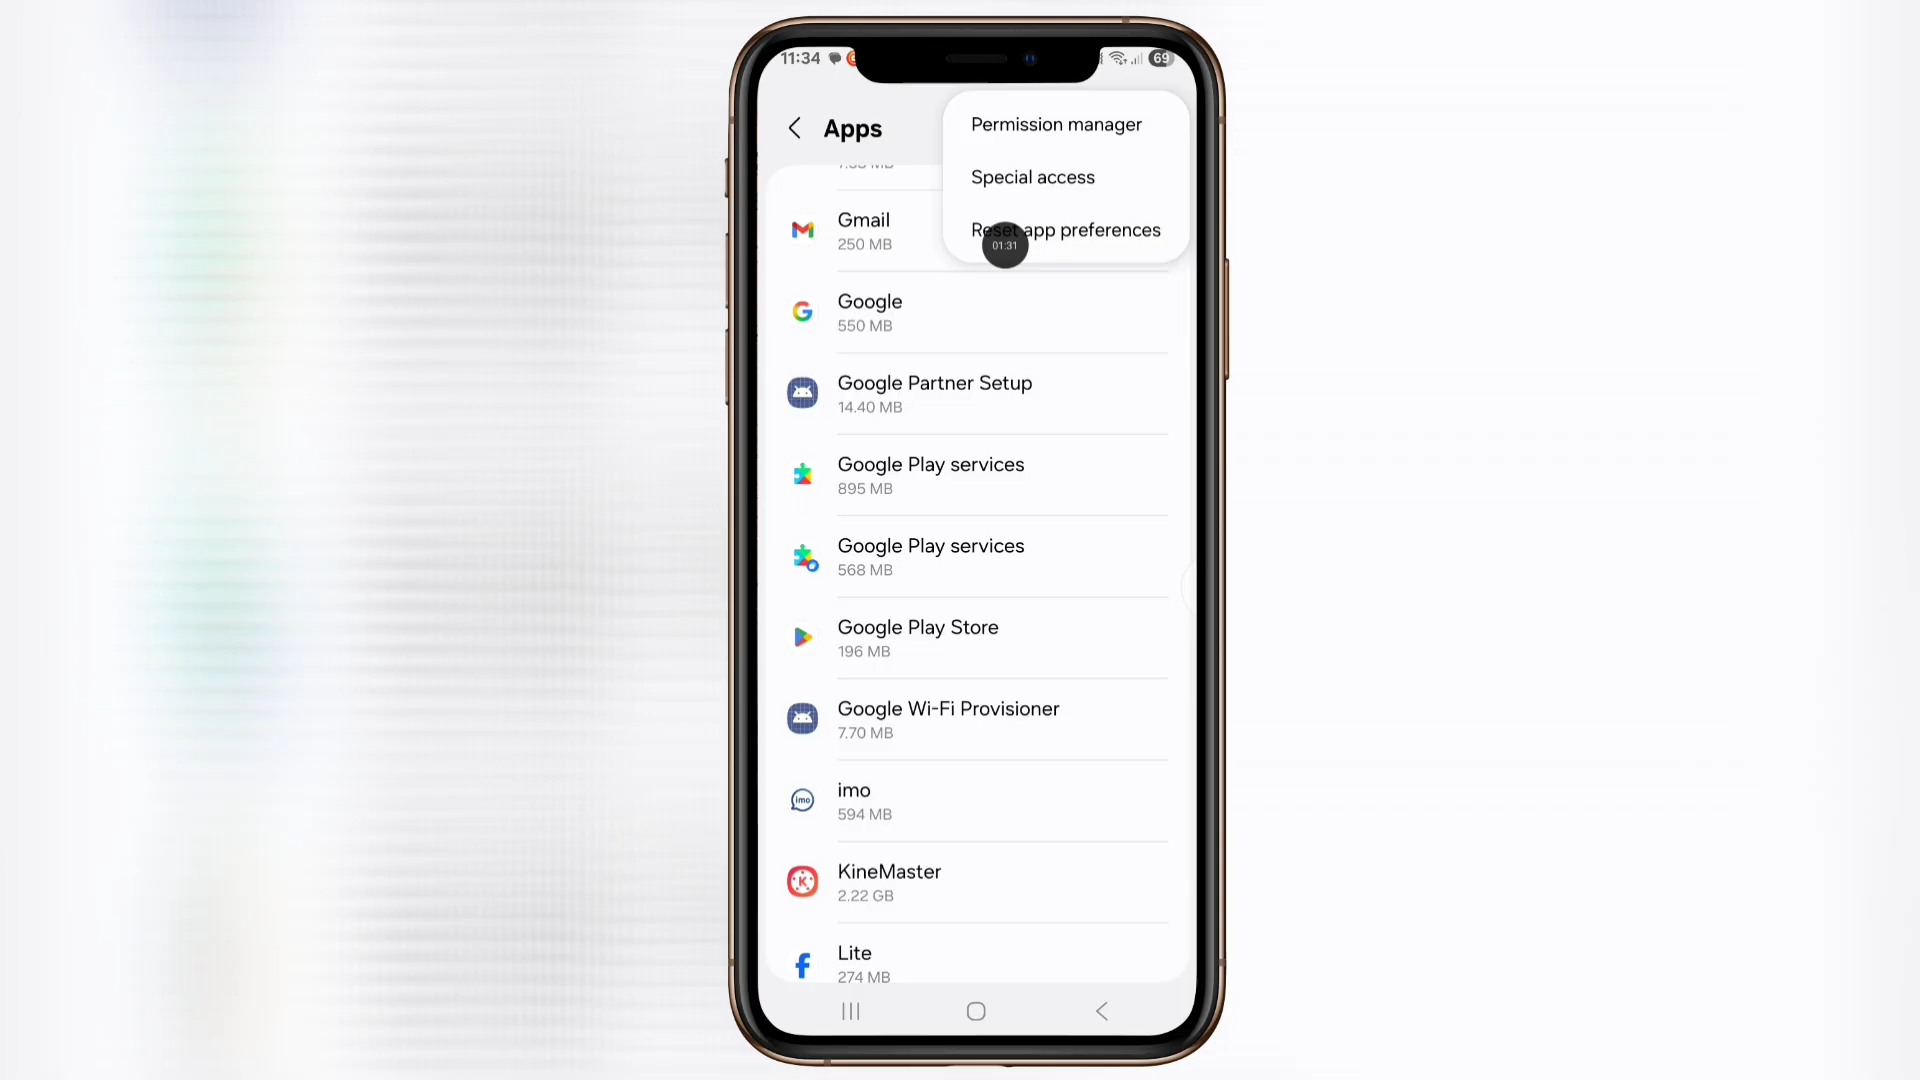 11:34
69
Apps
Permission manager
Special access
Reset app preferences
01:31
Gmail
250 MB
Google
550 MB
Google Partner Setup
14.40 MB
Google Play services
895 MB
Google Play services
568 MB
Google Play Store
196 MB
Google Wi-Fi Provisioner
7.70 MB
imo
imo
594 MB
K
KineMaster
2.22 GB
Lite
274 MB